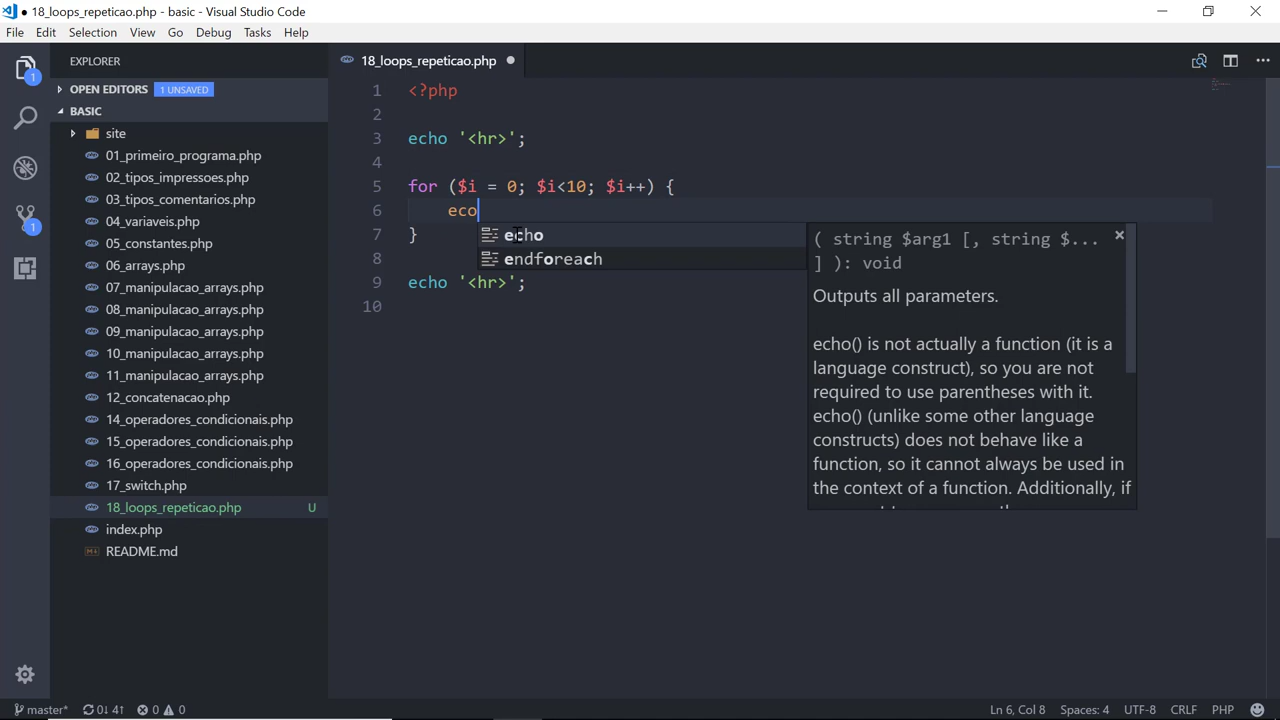 18_loops_repeticao.php - basic - Visual Studio Code
File Edit Selection View Go Debug Tasks Help
EXPLORER
OPEN EDITORS 1 UNSAVED
BASIC
site
01_primeiro_programa.php
02_tipos_impressoes.php
03_tipos_comentarios.php
04_variaveis.php
05_constantes.php
06_arrays.php
07_manipulacao_arrays.php
08_manipulacao_arrays.php
09_manipulacao_arrays.php
10_manipulacao_arrays.php
11_manipulacao_arrays.php
12_concatenacao.php
14_operadores_condicionais.php
15_operadores_condicionais.php
16_operadores_condicionais.php
17_switch.php
18_loops_repeticao.php U
index.php
README.md
1
1
18_loops_repeticao.php
1 <?php
2
3 echo '<hr>';
4
5 for ($i = 0; $i<10; $i++) {
6 eco
7 }
8
9 echo '<hr>';
10
echo
endforeach
( string $arg1 [, string $...
] ): void
Outputs all parameters.
echo() is not actually a function (it is a
language construct), so you are not
required to use parentheses with it.
echo() (unlike some other language
constructs) does not behave like a
function, so it cannot always be used in
the context of a function. Additionally, if
master* 0↓ 4↑ 0 0
Ln 6, Col 8 Spaces: 4 UTF-8 CRLF PHP